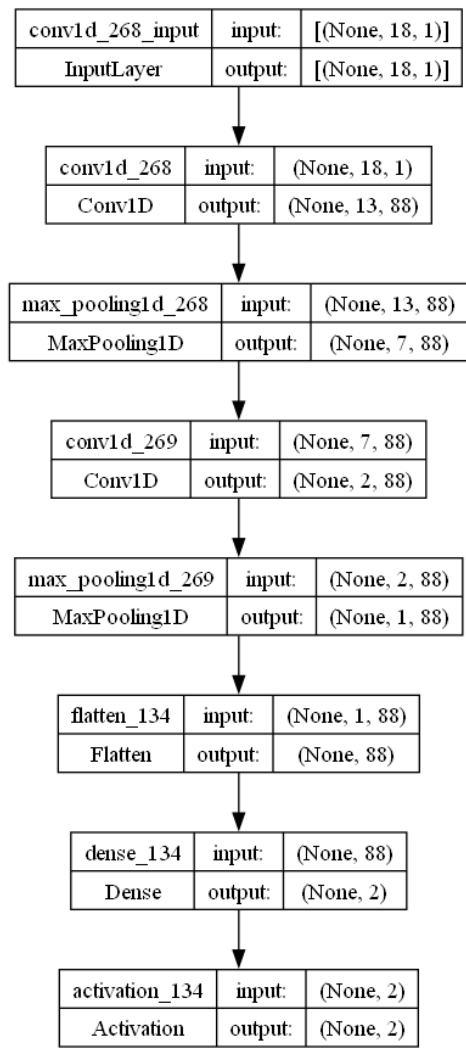 conv1d_268_input input: [(None, 18, 1)]
InputLayer output: [(None, 18, 1)]
conv1d_268 input: (None, 18, 1)
Conv1D output: (None, 13, 88)
max_pooling1d_268 input: (None, 13, 88)
MaxPooling1D output: (None, 7, 88)
conv1d_269 input: (None, 7, 88)
Conv1D output: (None, 2, 88)
max_pooling1d_269 input: (None, 2, 88)
MaxPooling1D output: (None, 1, 88)
flatten_134 input: (None, 1, 88)
Flatten output: (None, 88)
dense_134 input: (None, 88)
Dense output: (None, 2)
activation_134 input: (None, 2)
Activation output: (None, 2)